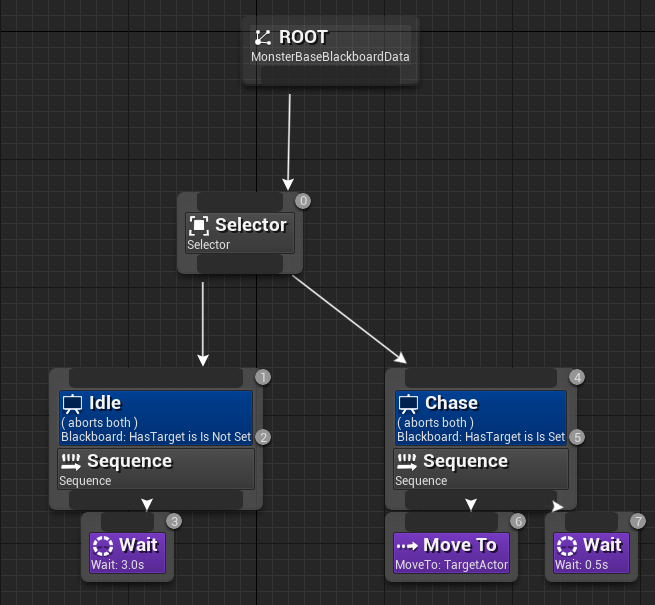 ROOT
MonsterBaseBlackboardData
0
Selector
Selector
1
Idle
( aborts both )
Blackboard: HasTarget is Is Not Set
2
Sequence
Sequence
3
Wait
Wait: 3.0s
4
Chase
( aborts both )
Blackboard: HasTarget is Is Set
5
Sequence
Sequence
6
Move To
MoveTo: TargetActor
7
Wait
Wait: 0.5s